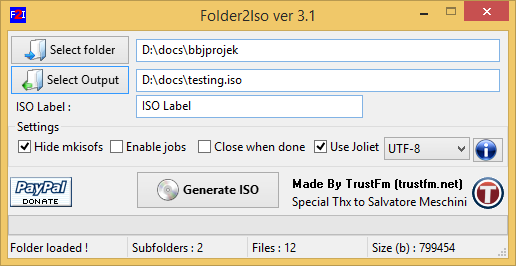 F2I Folder2Iso ver 3.1
Select folder D:\docs\bbjprojek
Select Output D:\docs\testing.iso
ISO Label : ISO Label
Settings
Hide mkisofs Enable jobs Close when done Use Joliet UTF-8 i
PayPal DONATE Generate ISO Made By TrustFm (trustfm.net)
Special Thx to Salvatore Meschini T
Folder loaded ! Subfolders : 2 Files : 12 Size (b) : 799454